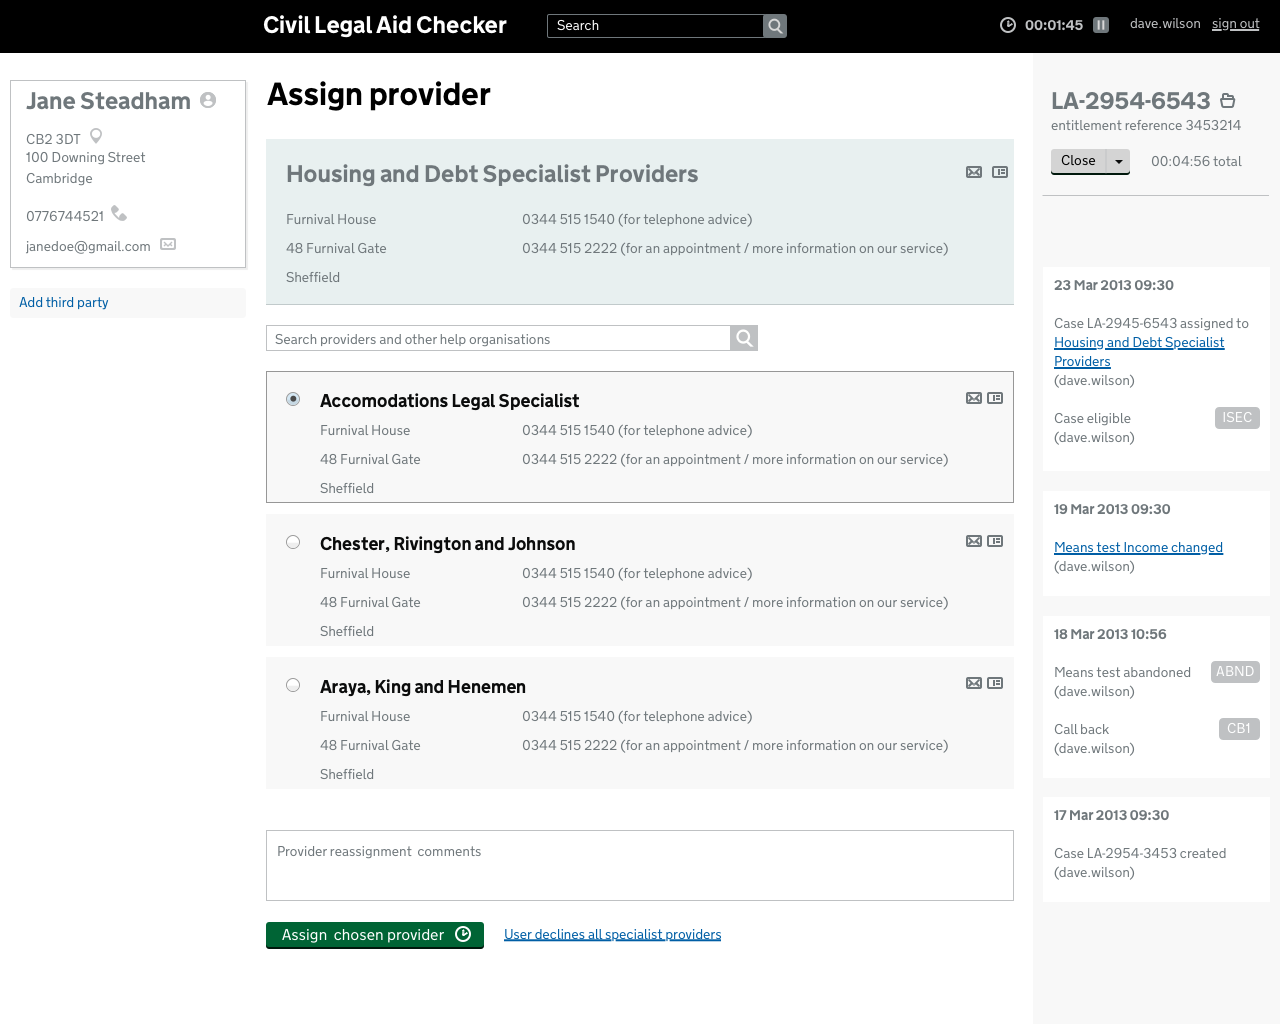 Civil Legal Aid Checker
Search
00:01:45
dave.wilson sign out
Jane Steadham
CB2 3DT
100 Downing Street
Cambridge
0776744521
janedoe@gmail.com
Add third party
Assign provider
Housing and Debt Specialist Providers
Furnival House 0344 515 1540 (for telephone advice)
48 Furnival Gate 0344 515 2222 (for an appointment / more information on our service)
Sheffield
Search providers and other help organisations
Accomodations Legal Specialist
Furnival House 0344 515 1540 (for telephone advice)
48 Furnival Gate 0344 515 2222 (for an appointment / more information on our service)
Sheffield
Chester, Rivington and Johnson
Furnival House 0344 515 1540 (for telephone advice)
48 Furnival Gate 0344 515 2222 (for an appointment / more information on our service)
Sheffield
Araya, King and Henemen
Furnival House 0344 515 1540 (for telephone advice)
48 Furnival Gate 0344 515 2222 (for an appointment / more information on our service)
Sheffield
Provider reassignment comments
Assign chosen provider
User declines all specialist providers
LA-2954-6543
entitlement reference 3453214
Close 00:04:56 total
23 Mar 2013 09:30
Case LA-2945-6543 assigned to
Housing and Debt Specialist
Providers
(dave.wilson)
Case eligible ISEC
(dave.wilson)
19 Mar 2013 09:30
Means test Income changed
(dave.wilson)
18 Mar 2013 10:56
Means test abandoned ABND
(dave.wilson)
Call back CB1
(dave.wilson)
17 Mar 2013 09:30
Case LA-2954-3453 created
(dave.wilson)